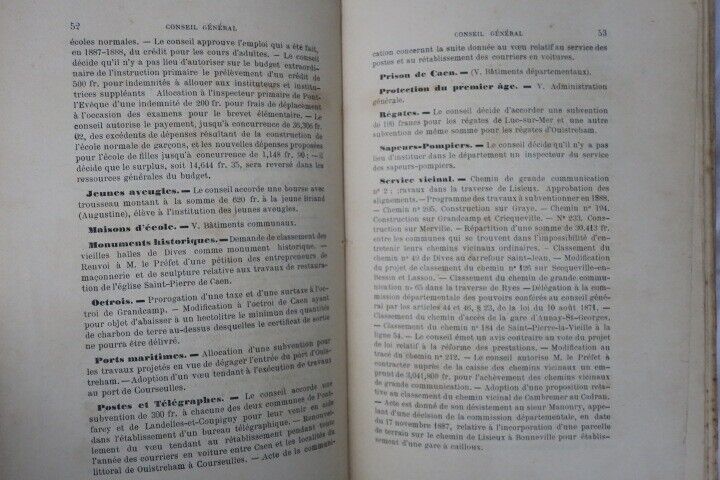 52
CONSEIL GÉNÉRAL
écoles normales. — Le conseil approuve l'emploi qui a été fait,
en 1887-1888, du crédit pour les cours d'adultes. — Le conseil
décide qu'il n'y a pas lieu d'autoriser sur le budget extraordi-
naire de l'instruction primaire le prélèvement d'un crédit de
500 fr. pour indemnités à allouer aux instituteurs et institu-
trices suppléants Allocation à l'inspecteur primaire de Pont-
l'Evêque d'une indemnité de 200 fr. pour frais de déplacement
à l'occasion des examens pour le brevet élémentaire. — Le
conseil autorise le payement, jusqu'à concurrence de 36,306 fr.
02, des excédents de dépenses résultant de la construction de
l'école normale de garçons, et les nouvelles dépenses proposées
pour l'école de filles jusqu'à concurrence de 1,148 fr. 90 ; — il
décide que le surplus, soit 14,644 fr. 35, sera reversé dans les
ressources générales du budget.
Jeunes aveugles. — Le conseil accorde une bourse avec
trousseau montant à la somme de 620 fr. à la jeune Briand
(Augustine), élève à l'institution des jeunes aveugles.
Maisons d'école. — V. Bâtiments communaux.
Monuments historiques. — Demande de classement des
vieilles halles de Dives comme monument historique. —
Renvoi à M. le Préfet d'une pétition des entrepreneurs de
maçonnerie et de sculpture relative aux travaux de restaura-
tion de l'église Saint-Pierre de Caen.
Octrois. — Prorogation d'une taxe et d'une surtaxe à l'oc-
troi de Grandcamp. — Modification à l'octroi de Caen ayant
pour objet d'abaisser à un hectolitre le minimum des quantités
de charbon de terre au-dessus desquelles le certificat de sortie
ne pourra être délivré.
Ports maritimes. — Allocation d'une subvention pour
les travaux projetés en vue de dégager l'entrée du port d'Ouis-
treham. — Adoption d'un vœu tendant à l'exécution de travaux
au port de Courseulles.
Postes et Télégraphes. — Le conseil accorde une
subvention de 300 fr. à chacune des deux communes de Pont-
farcy et de Landelles-et-Coupigny pour leur venir en aide
dans l'établissement d'un bureau télégraphique. — Renouvel-
lement du vœu tendant au rétablissement pendant toute
l'année des courriers en voiture entre Caen et les localités du
littoral de Ouistreham à Courseulles. — Acte de la communi-
CONSEIL GÉNÉRAL
53
cation concernant la suite donnée au vœu relatif au service des
postes et au rétablissement des courriers en voitures.
Prison de Caen. — (V. Bâtiments départementaux).
Protection du premier âge. — V. Administration
générale.
Régates. — Le conseil décide d'accorder une subvention
de 100 francs pour les régates de Luc-sur-Mer et une autre
subvention de même somme pour les régates d'Ouistreham.
Sapeurs-Pompiers. — Le conseil décide qu'il n'y a pas
lieu d'instituer dans le département un inspecteur du service
des sapeurs-pompiers.
Service vicinal. — Chemin de grande communication
n° 2 ; travaux dans la traverse de Lisieux. Approbation des
alignements. — Programme des travaux à subventionner en 1888.
— Chemin n° 205. Construction sur Graye. — Chemin n° 194.
Construction sur Grandcamp et Cricqueville. — N° 233. Cons-
truction sur Merville. — Répartition d'une somme de 30,413 fr.
entre les communes qui se trouvent dans l'impossibilité d'en-
tretenir leurs chemins vicinaux ordinaires. — Classement du
chemin n° 49 de Dives au carrefour Saint-Jean. — Modification
du projet de classement du chemin n° 126 sur Secqueville-en-
Bessin et Lasson. — Classement du chemin de grande communica-
tion n° 65 dans la traverse de Ryes — Délégation à la com-
mission départementale des pouvoirs conférés au conseil géné-
ral par les articles 44 et 46, § 23, de la loi du 10 août 1871. —
Classement du chemin d'accès de la gare d'Aunay-St-Georges,
— Classement du chemin n° 184 de Saint-Pierre-la-Vieille à la
ligne 54. — Le conseil émet un avis contraire au vote du projet
de loi relatif à la réforme des prestations. — Modification au
tracé du chemin n° 212. — Le conseil autorise M. le Préfet à
contracter auprès de la caisse des chemins vicinaux un em-
prunt de 3,041,800 fr. pour l'achèvement des chemins vicinaux
de grande communication. — Adoption d'une proposition rela-
tive au classement du chemin vicinal de Cambremer au Cadran.
— Acte est donné de son désistement au sieur Manoury, appe-
lant d'une décision de la commission départementale, en date
du 17 novembre 1887, relative à l'incorporation d'une parcelle
de terrain sur le chemin de Lisieux à Bonneville pour établis-
sement d'une gare à cailloux.